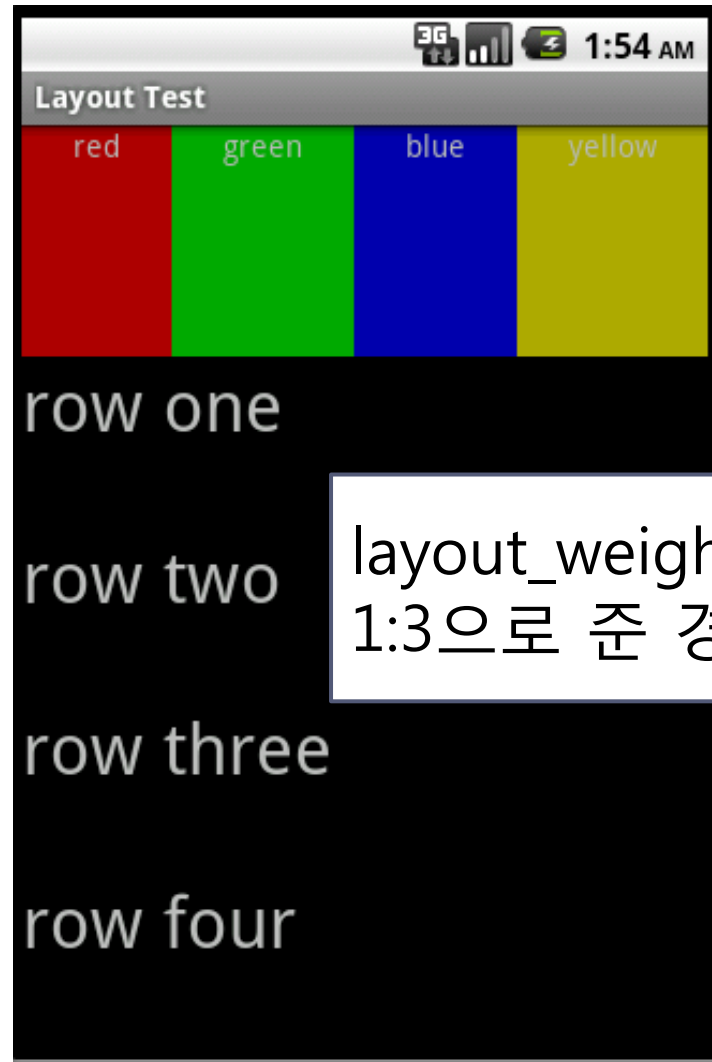 3G 1:54 AM
Layout Test
red green blue yellow
row one
row two
layout_weigh
1:3으로 준
row three
row four